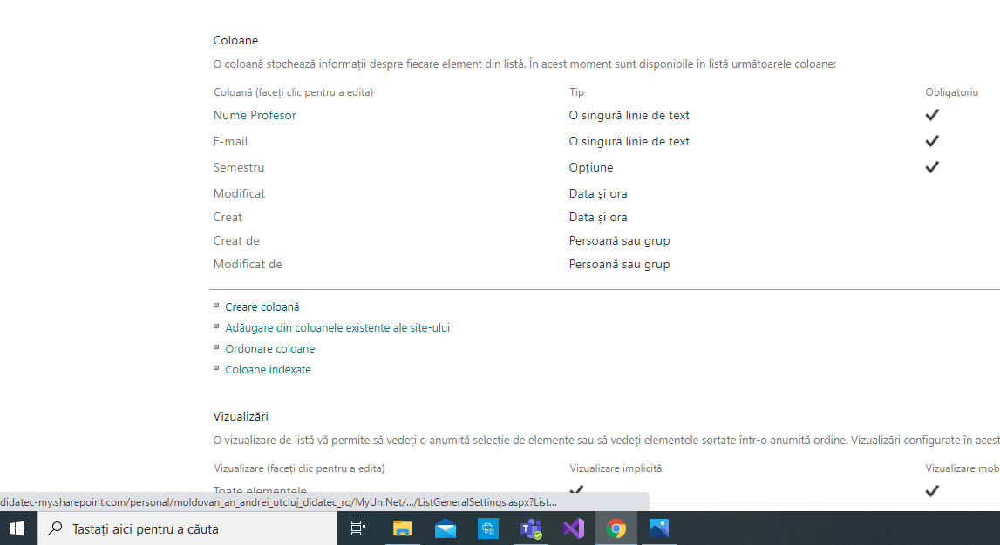 Coloane
O coloană stochează informații despre fiecare element din listă. În acest moment sunt disponibile în listă următoarele coloane:
Coloană (faceți clic pentru a edita) Tip Obligatoriu
Nume Profesor O singură linie de text
E-mail O singură linie de text
Semestru Opțiune
Modificat Data și ora
Creat Data și ora
Creat de Persoană sau grup
Modificat de Persoană sau grup
Creare coloană
Adăugare din coloanele existente ale site-ului
Ordonare coloane
Coloane indexate
Vizualizări
O vizualizare de listă vă permite să vedeți o anumită selecție de elemente sau să vedeți elementele sortate într-o anumită ordine. Vizualizări configurate în acest
Vizualizare (faceți clic pentru a edita) Vizualizare implicită Vizualizare mob
Toate elementele
didatec-my.sharepoint.com/personal/moldovan_an_andrei_utcluj_didatec_ro/MyUniNet/.../ListGeneralSettings.aspx?List...
Tastați aici pentru a căuta